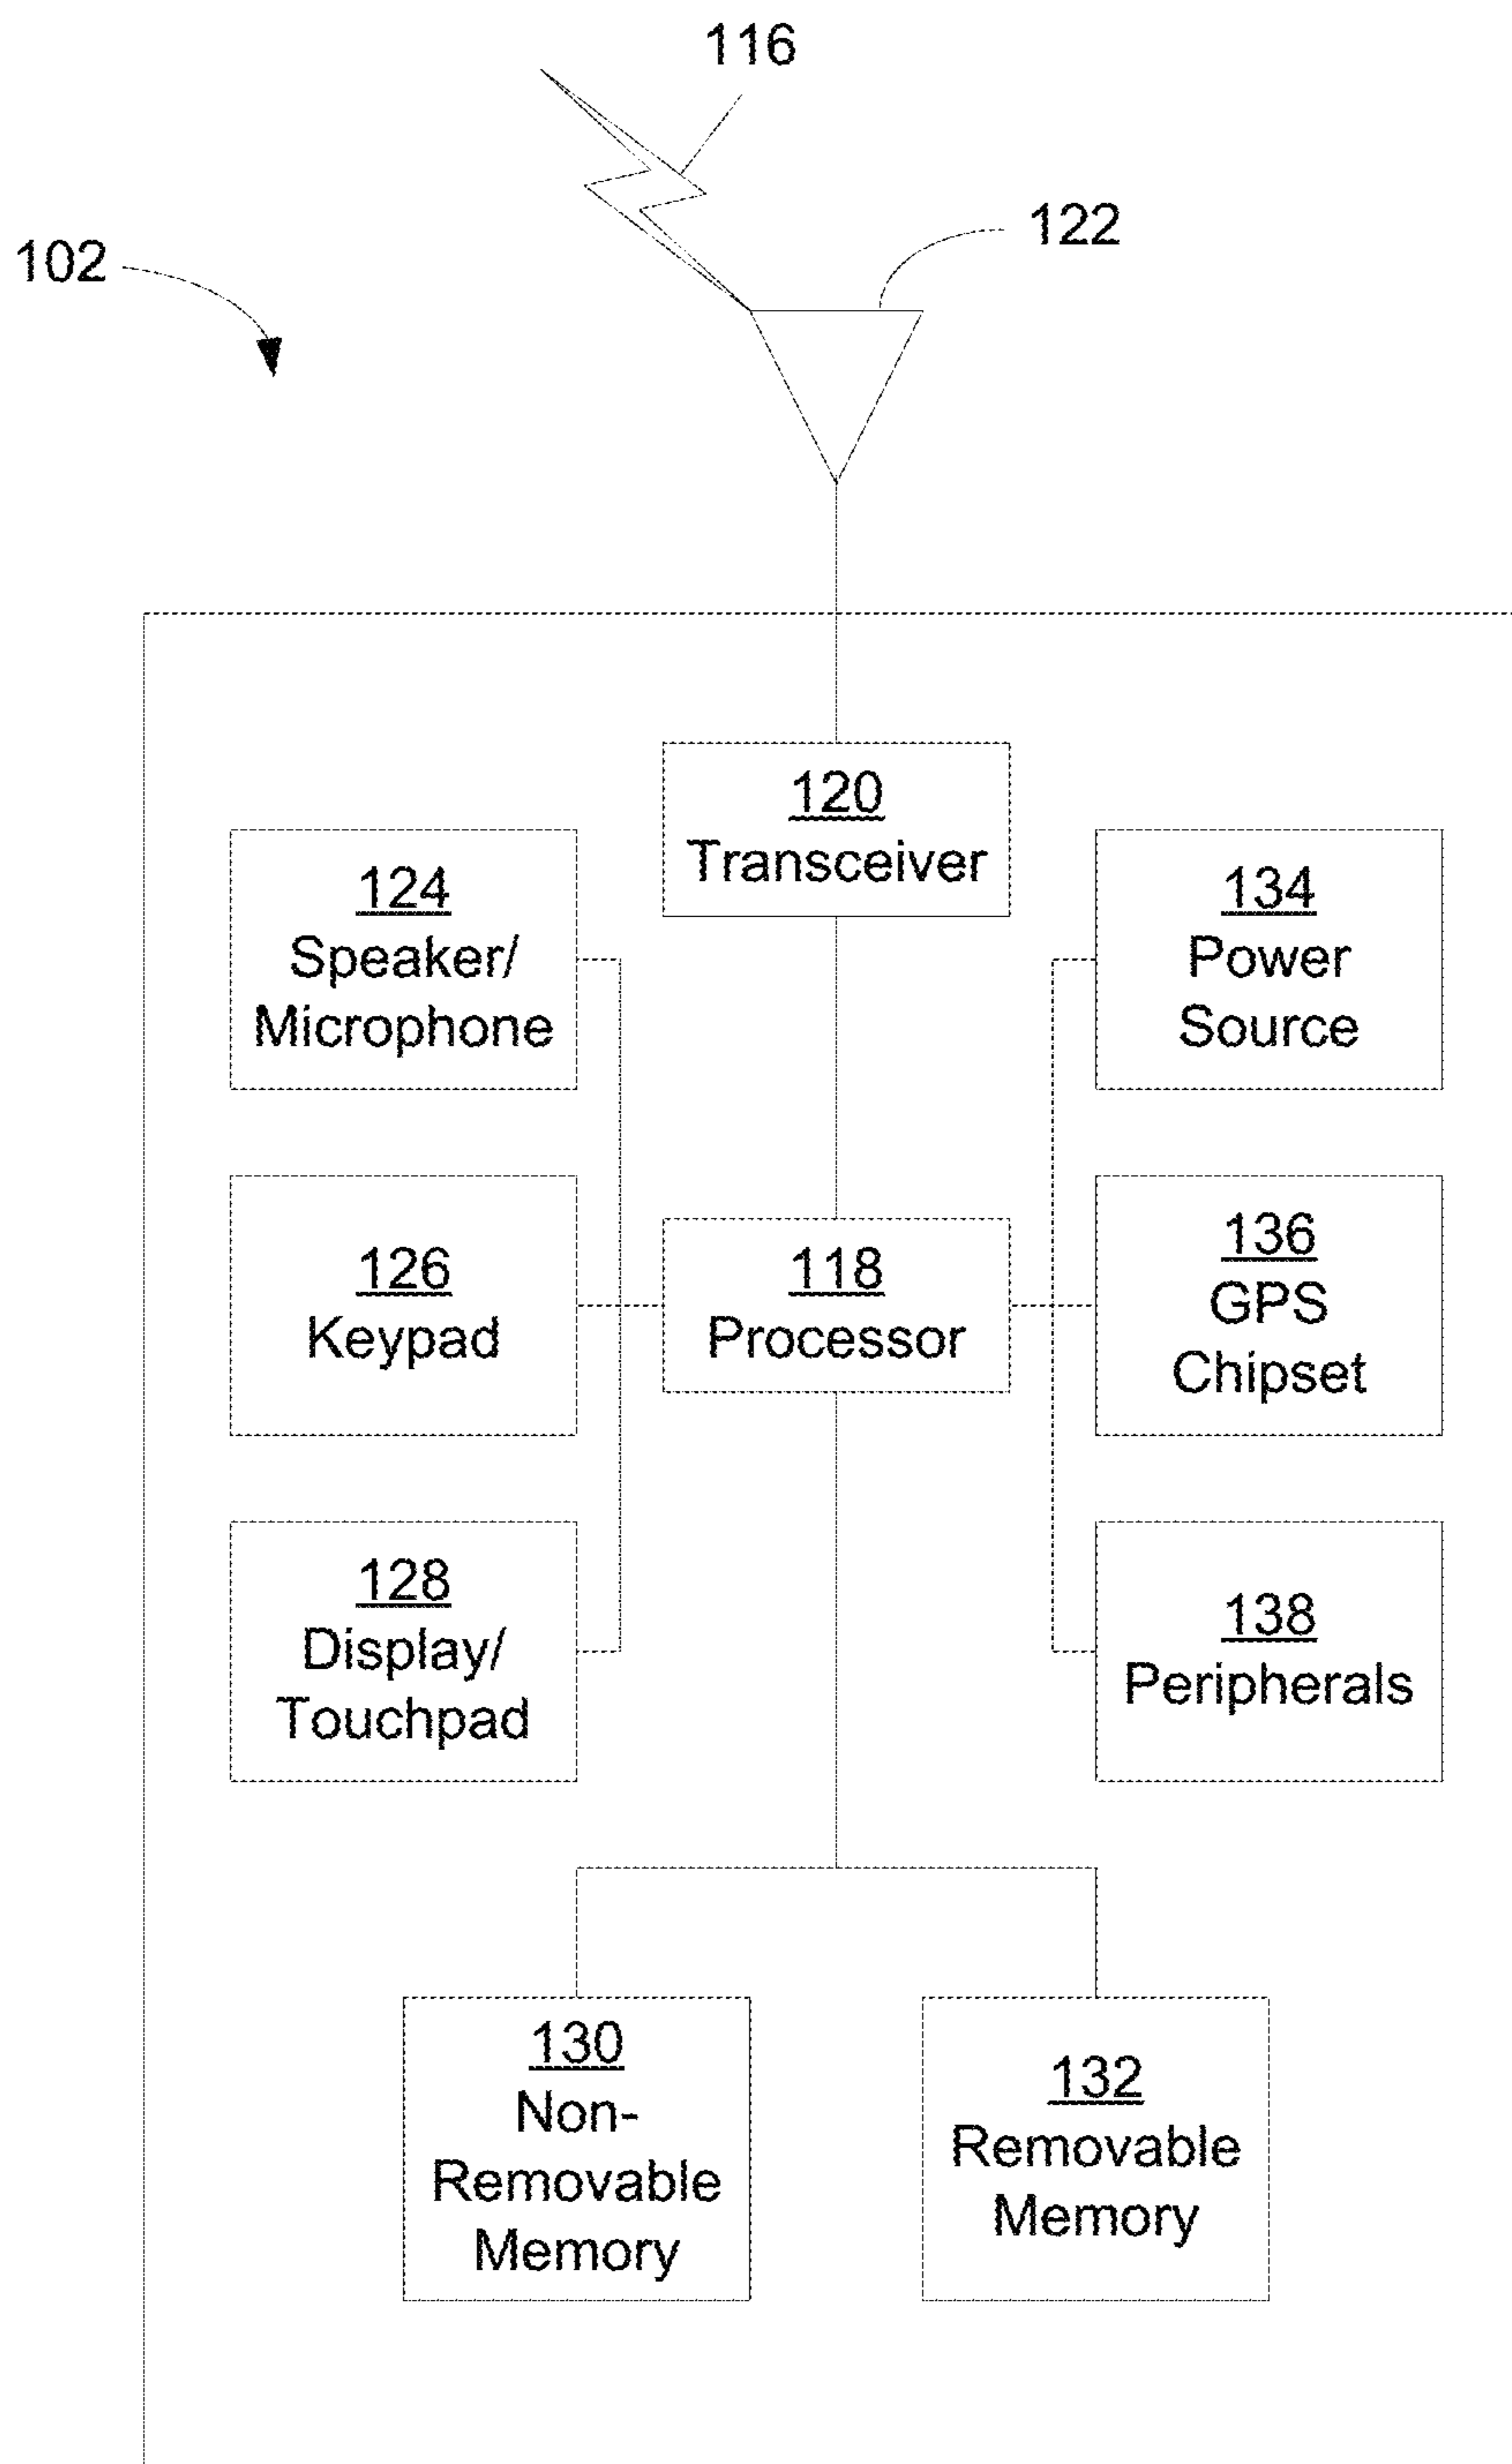 116
122
102
120
Transceiver
124
Speaker/
Microphone
134
Power
Source
126
Keypad
118
Processor
136
GPS
Chipset
128
Display/
Touchpad
138
Peripherals
130
Non-
Removable
Memory
132
Removable
Memory